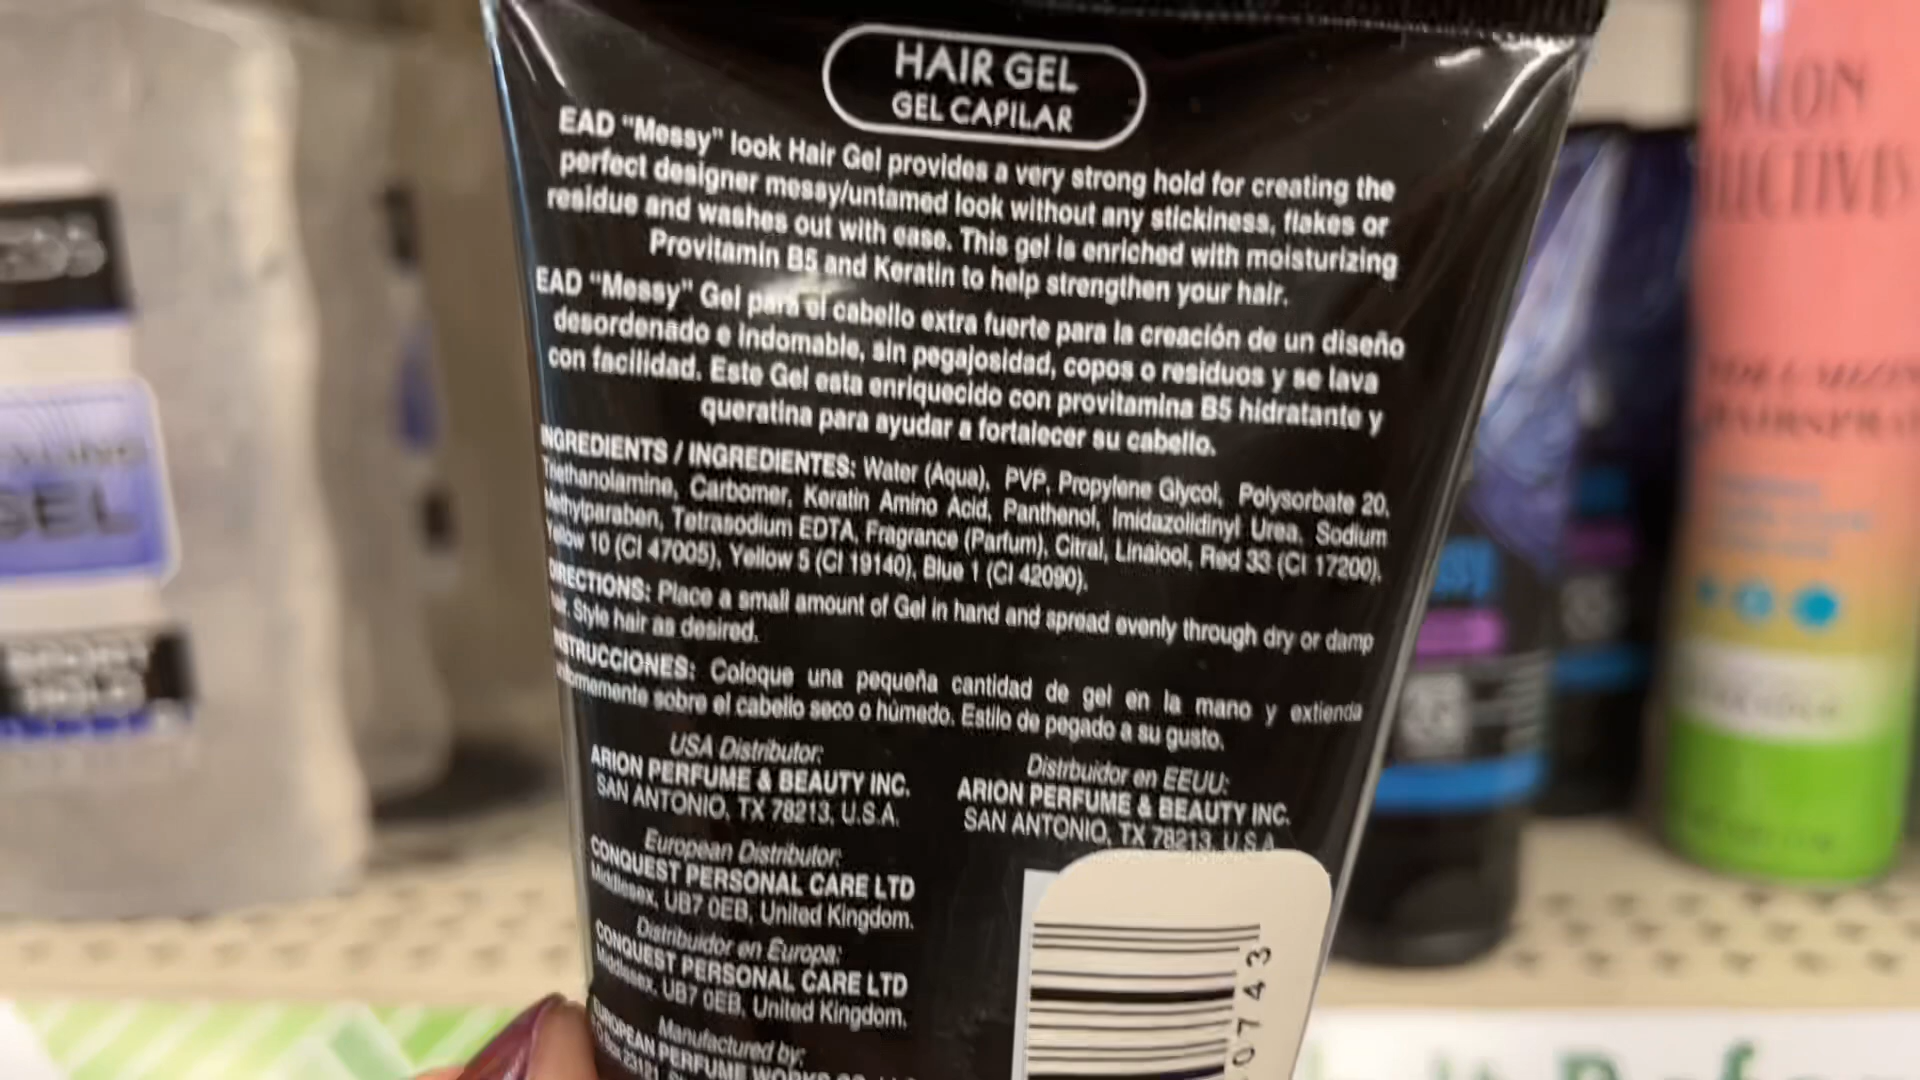 HAIR GEL
GEL CAPILAR
EAD "Messy" look Hair Gel provides a very strong hold for creating the
perfect designer messy/untamed look without any stickiness, flakes or
residue and washes out with ease. This gel is enriched with moisturizing
Provitamin B5 and Keratin to help strengthen your hair.
EAD "Messy" Gel para el cabello extra fuerte para la creación de un diseño
desordenado e indomable, sin pegajosidad, copos o residuos y se lava
con facilidad. Este Gel esta enriquecido con provitamina B5 hidratante y
queratina para ayudar a fortalecer su cabello.
INGREDIENTS / INGREDIENTES: Water (Aqua), PVP, Propylene Glycol, Polysorbate 20,
Triethanolamine, Carbomer, Keratin Amino Acid, Panthenol, Imidazolidinyl Urea, Sodium
Methylparaben, Tetrasodium EDTA, Fragrance (Parfum), Citral, Linalool, Red 33 (CI 17200),
Yellow 10 (CI 47005), Yellow 5 (CI 19140), Blue 1 (CI 42090).
DIRECTIONS: Place a small amount of Gel in hand and spread evenly through dry or damp
Style hair as desired.
INSTRUCCIONES: Coloque una pequeña cantidad de gel en la mano y extienda
sobre el cabello seco o húmedo. Estilo de pegado a su gusto.
USA Distributor:
ARION PERFUME & BEAUTY INC.
SAN ANTONIO, TX 78213, U.S.A.
Distrbuidor en EEUU:
ARION PERFUME & BEAUTY INC.
SAN ANTONIO, TX 78213, U.S.A
European Distributor:
CONQUEST PERSONAL CARE LTD
Middlesex, UB7 0EB, United Kingdom.
Distribuidor en Europa:
CONQUEST PERSONAL CARE LTD
Middlesex, UB7 0EB, United Kingdom.
Manufactured by:
EUROPEAN PERFUME WORKS
0743
GEL
SALON